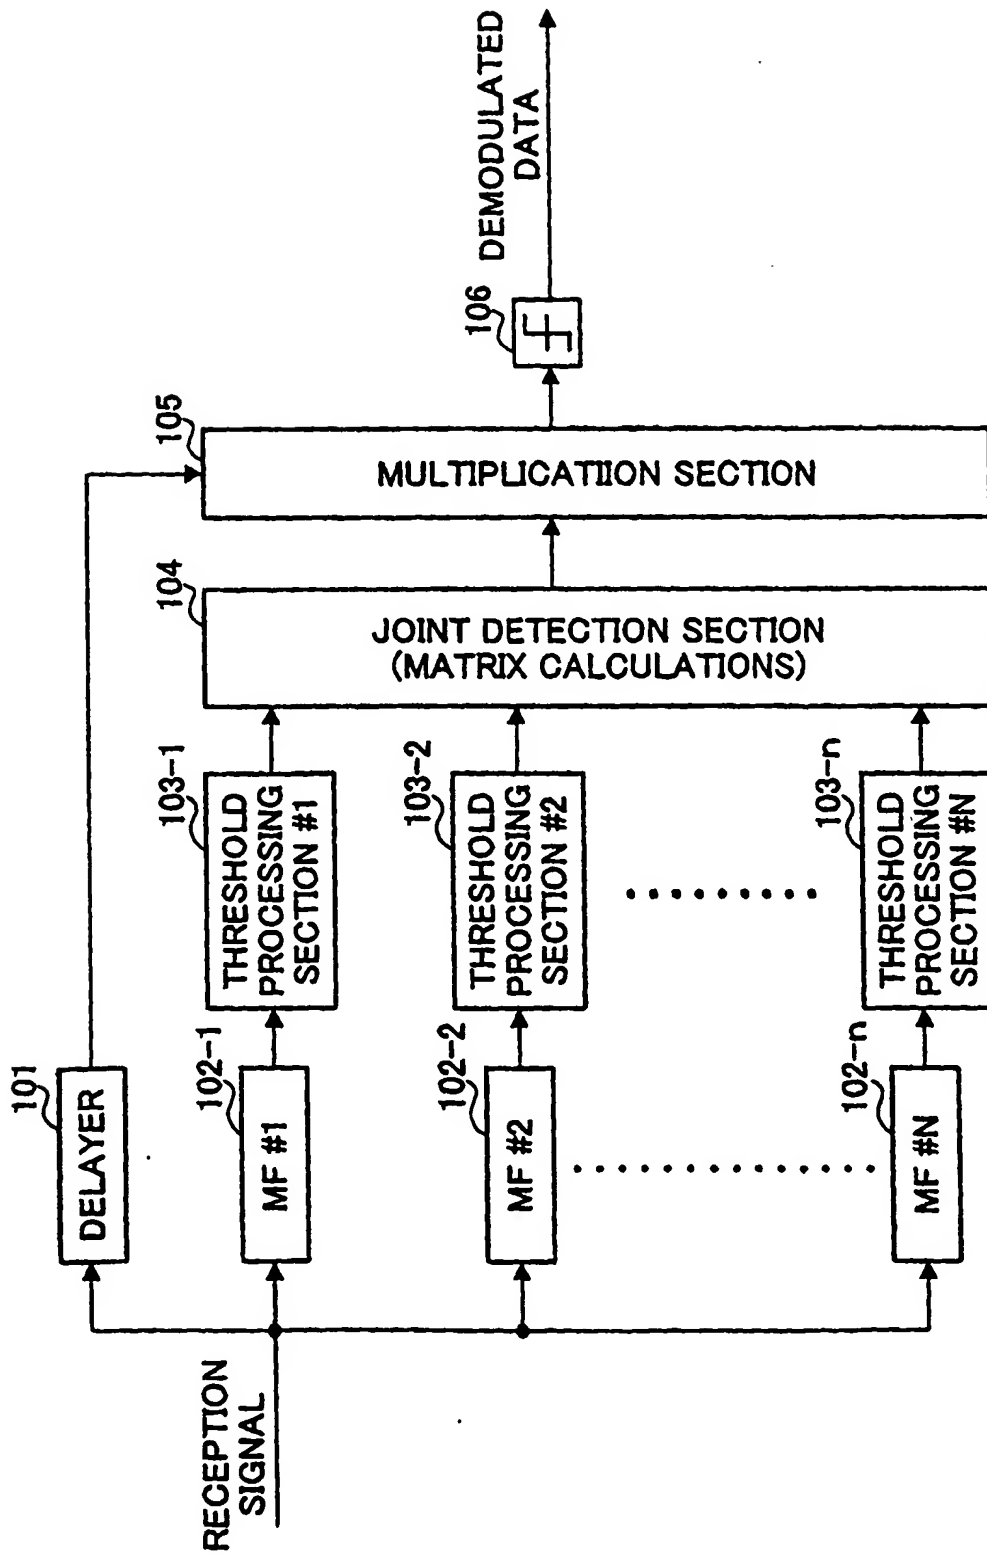 RECEPTION
SIGNAL
101
DELAYER
102-1
MF #1
102-2
MF #2
102-n
MF #N
103-1
THRESHOLD
PROCESSING
SECTION #1
103-2
THRESHOLD
PROCESSING
SECTION #2
103-n
THRESHOLD
PROCESSING
SECTION #N
104
JOINT DETECTION SECTION
(MATRIX CALCULATIONS)
105
MULTIPLICATIION SECTION
106
DEMODULATED
DATA